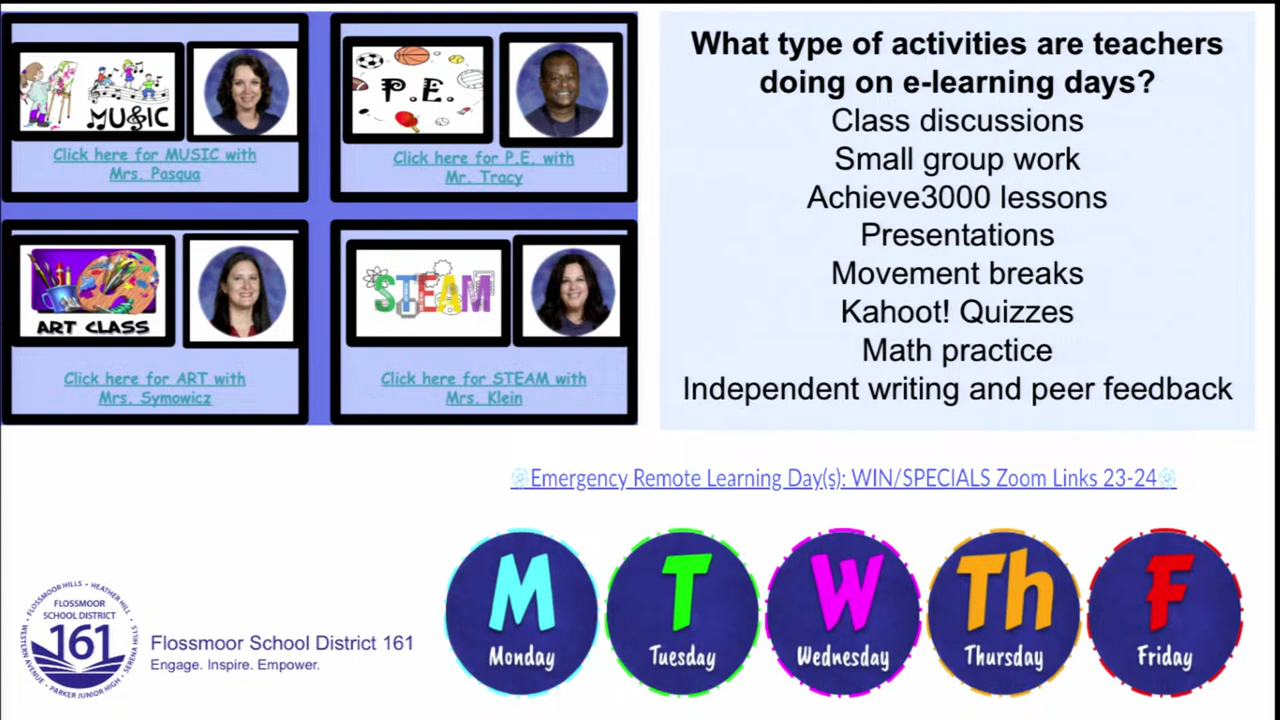 MUSIC
Click here for MUSIC with
Mrs. Pasqua
P.E.
Click here for P.E. with
Mr. Tracy
ART CLASS
Click here for ART with
Mrs. Symowicz
STEAM
Click here for STEAM with
Mrs. Klein
What type of activities are teachers
doing on e-learning days?
Class discussions
Small group work
Achieve3000 lessons
Presentations
Movement breaks
Kahoot! Quizzes
Math practice
Independent writing and peer feedback
Emergency Remote Learning Day(s): WIN/SPECIALS Zoom Links 23-24
M
Monday
T
Tuesday
W
Wednesday
Th
Thursday
F
Friday
FLOSSMOOR HILLS • HEATHER HILL • SERENA HILLS • PARKER JUNIOR HIGH • WESTERN AVENUE •
FLOSSMOOR
SCHOOL DISTRICT
161
Flossmoor School District 161
Engage. Inspire. Empower.